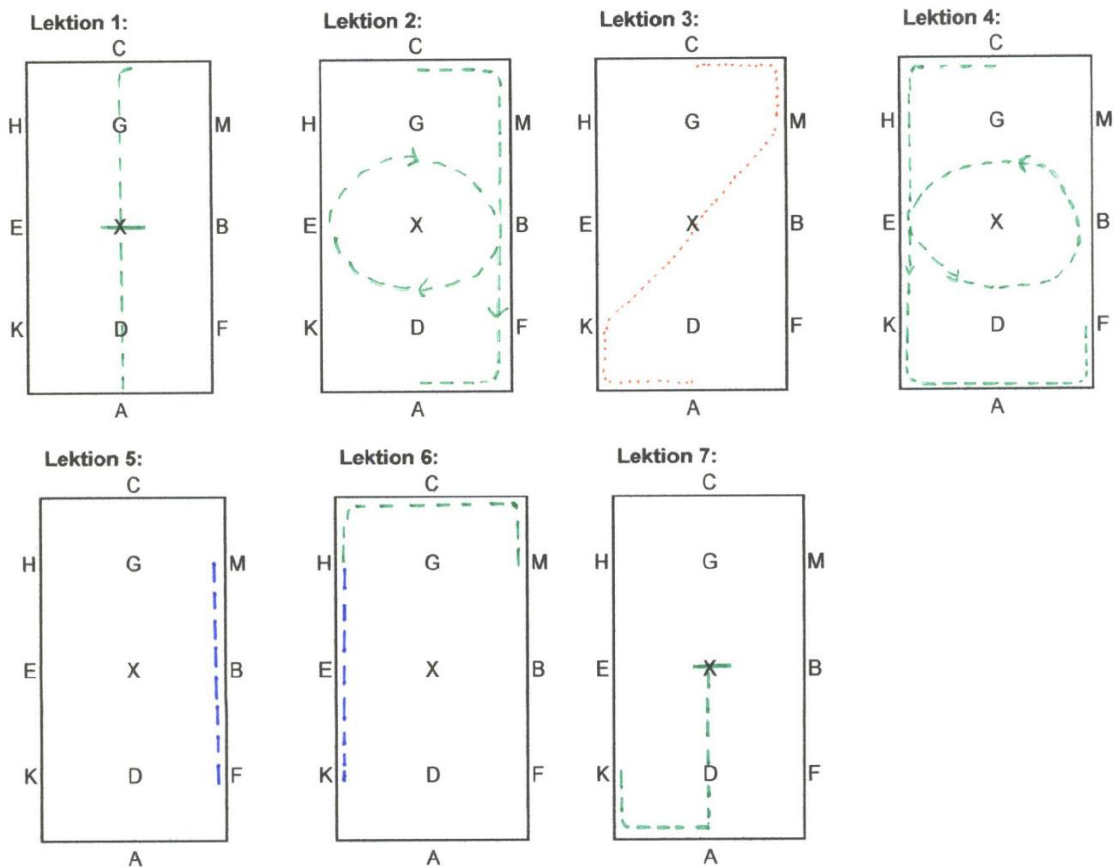 Lektion 1: Lektion 2: Lektion 3: Lektion 4:
C C C C
H G M H G M H G M H G M
E X B E X B E X B E X B
K D F K D F K D F K D F
A A A A
Lektion 5: Lektion 6: Lektion 7:
C C C
H G M H G M G M
E X B E X B E X B
K D F K D F K D F
A A A